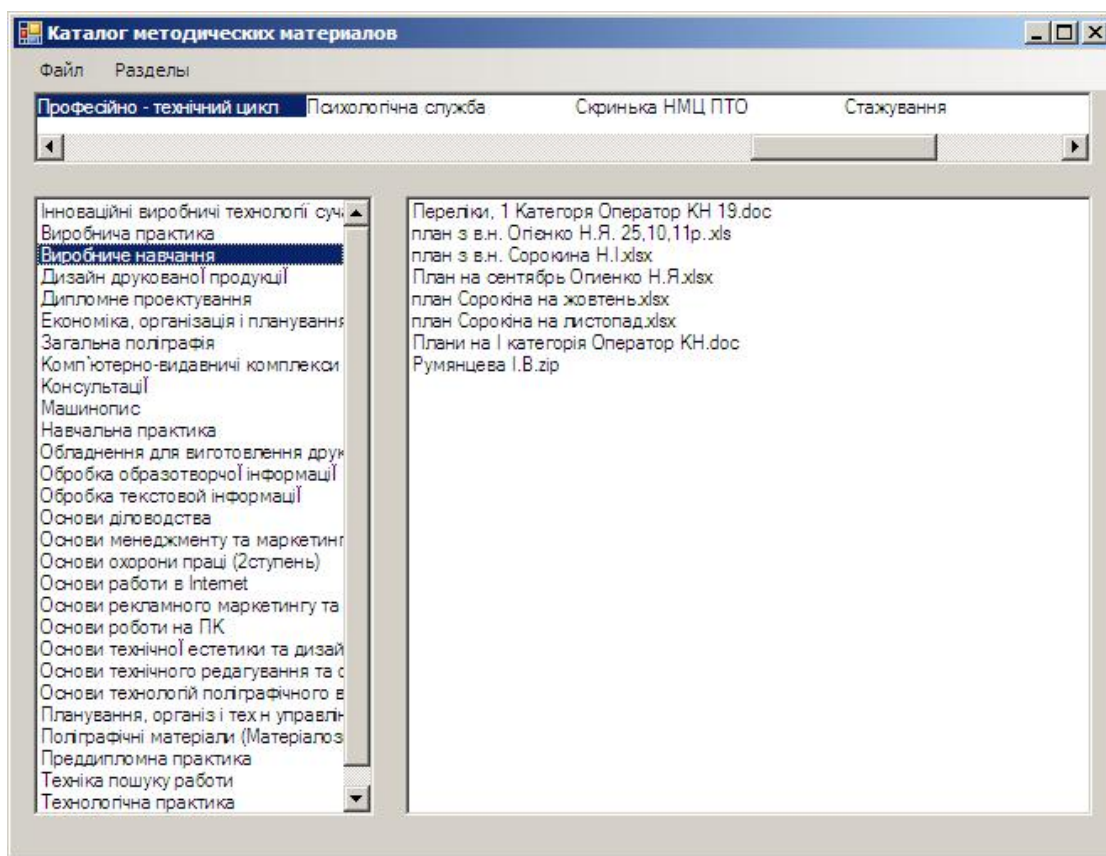 Каталог методических материалов
Файл Разделы
Професійно - технічний цикл Психологічна служба Скринька НМЦ ПТО Стажування
Інноваційні виробничі технології суча
Виробнича практика
Виробниче навчання
Дизайн друкованої продукції
Дипломне проектування
Економіка, організація і планування
Загальна поліграфія
Комп`ютерно-видавничі комплекси
Консультації
Машинопис
Навчальна практика
Обладнення для виготовлення друк
Обробка образотворчої інформації
Обробка текстовой інформації
Основи діловодства
Основи менеджменту та маркетинг
Основи охорони праці (2ступень)
Основи работи в Internet
Основи рекламного маркетингу та
Основи роботи на ПК
Основи технічної естетики та дизай
Основи технічного редагування та с
Основи технологій поліграфічного в
Планування, організ і тех н управлін
Поліграфічні матеріали (Матеріалоз
Преддипломна практика
Техніка пошуку работи
Технологічна практика
Переліки, 1 Категоря Оператор КН 19.doc
план з в.н. Огієнко Н.Я. 25,10,11р..xls
план з в.н. Сорокина Н.І.xlsx
План на сентябрь Огиенко Н.Я.xlsx
план Сорокіна на жовтень.xlsx
план Сорокіна на листопад.xlsx
Плани на І категорія Оператор КН.doc
Румянцева І.В.zip